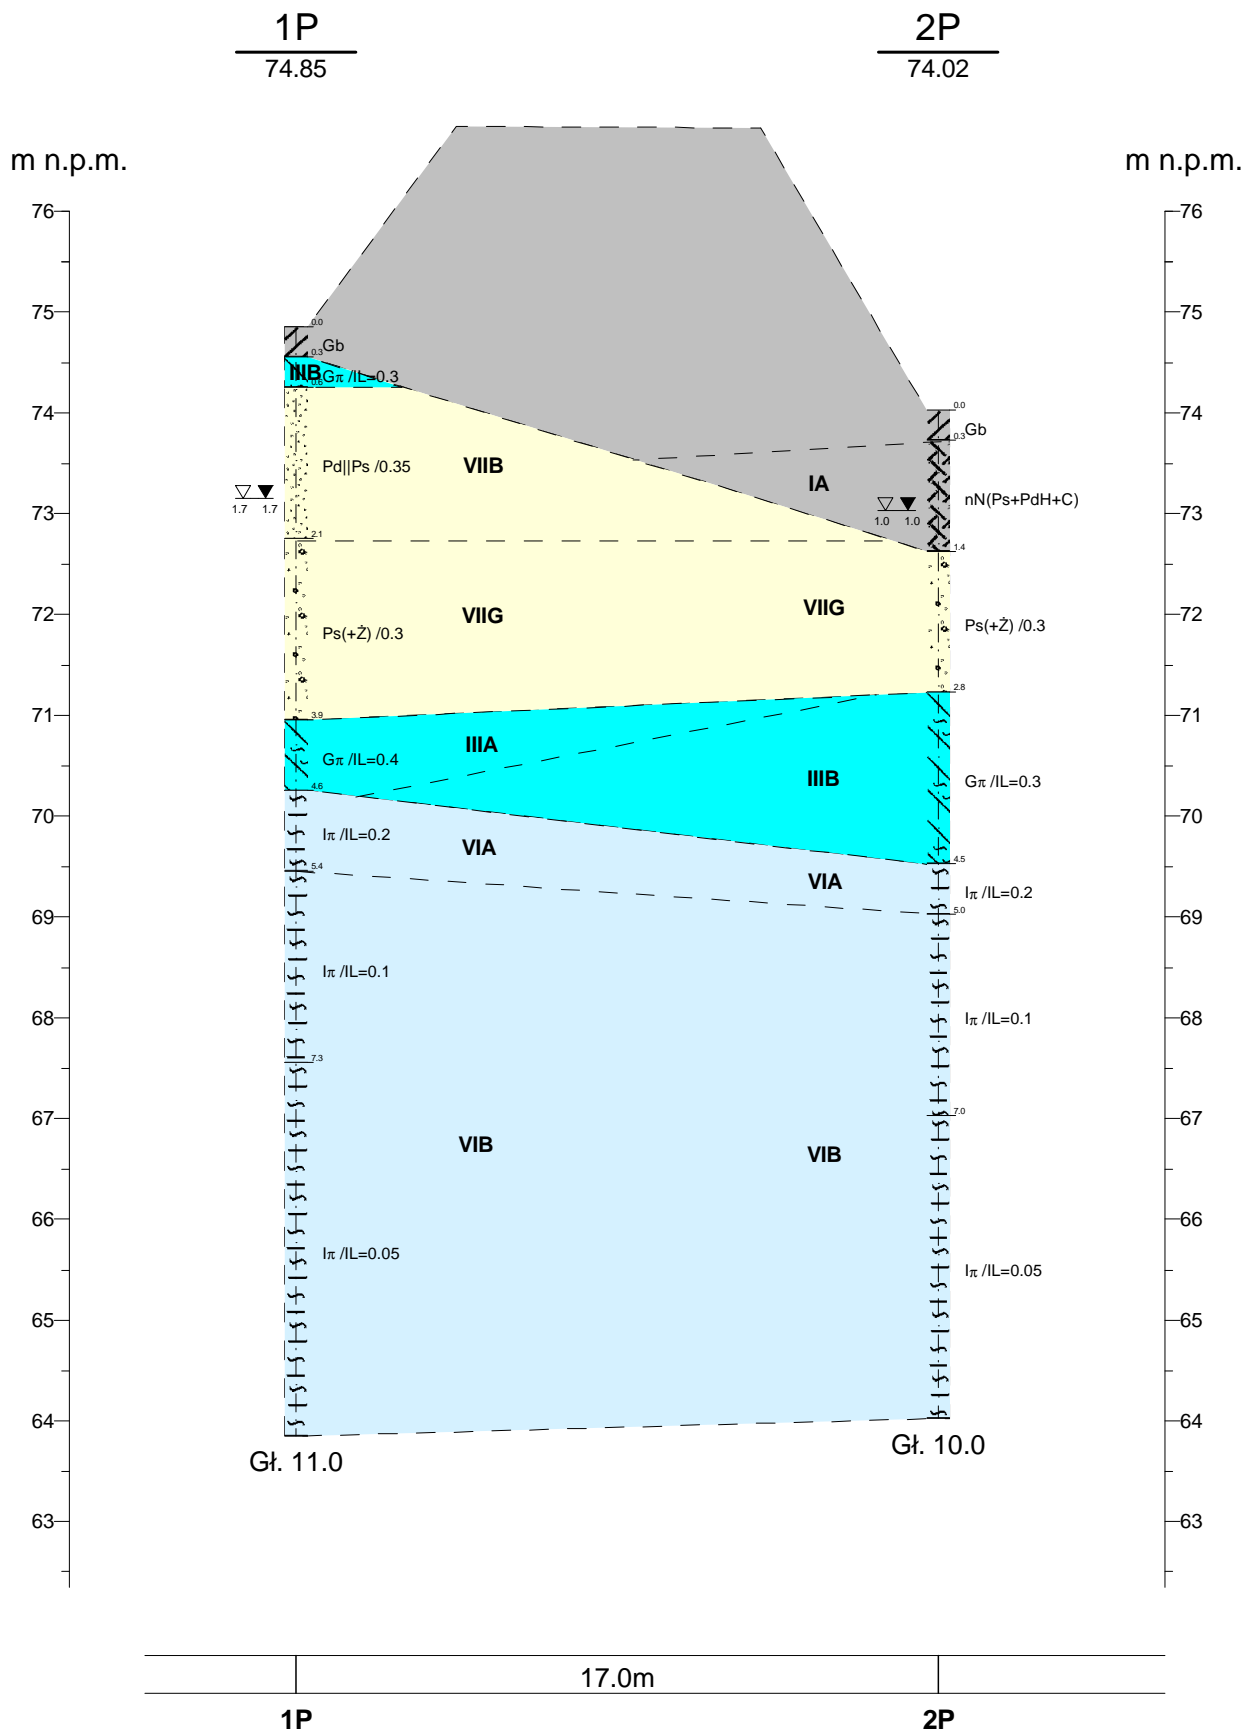 1P 2P
74.85 74.02
m n.p.m. m n.p.m.
76 76
75 0.0 75
Gb
0.3
IIIB Gπ /IL=0.3
0.6
74 0.0 74
Gb
0.3
Pd||Ps /0.35 VIIB
IA
nN(Ps+PdH+C)
1.7 1.7
73 1.0 1.0 73
2.1
1.4
72 72
VIIG VIIG
Ps(+Ż) /0.3 Ps(+Ż) /0.3
2.8
71 3.9 71
IIIA
Gπ /IL=0.4 IIIB Gπ /IL=0.3
4.6
70 70
Iπ /IL=0.2 VIA
4.5
5.4 VIA Iπ /IL=0.2
69 5.0 69
Iπ /IL=0.1
68 Iπ /IL=0.1 68
7.3
67 7.0 67
VIB VIB
66 66
Iπ /IL=0.05 Iπ /IL=0.05
65 65
64 64
Gł. 11.0 Gł. 10.0
63 63
17.0m
1P 2P